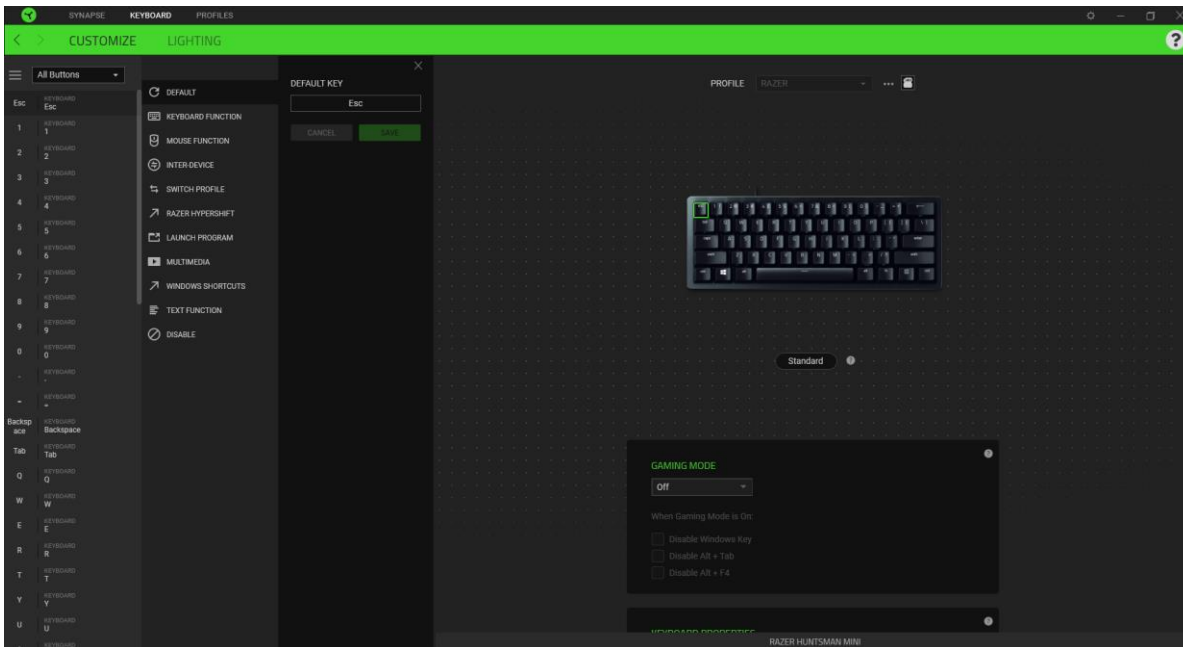 SYNAPSE KEYBOARD PROFILES
CUSTOMIZE LIGHTING
?
All Buttons
Esc KEYBOARD
Esc
1 KEYBOARD
1
2 KEYBOARD
2
3 KEYBOARD
3
4 KEYBOARD
4
5 KEYBOARD
5
6 KEYBOARD
6
7 KEYBOARD
7
8 KEYBOARD
8
9 KEYBOARD
9
0 KEYBOARD
0
- KEYBOARD
-
= KEYBOARD
=
Backsp
ace
KEYBOARD
Backspace
Tab KEYBOARD
Tab
Q KEYBOARD
Q
W KEYBOARD
W
E KEYBOARD
E
R KEYBOARD
R
T KEYBOARD
T
Y KEYBOARD
Y
U KEYBOARD
U
KEYBOARD
DEFAULT
KEYBOARD FUNCTION
MOUSE FUNCTION
INTER-DEVICE
SWITCH PROFILE
RAZER HYPERSHIFT
LAUNCH PROGRAM
MULTIMEDIA
WINDOWS SHORTCUTS
TEXT FUNCTION
DISABLE
DEFAULT KEY
Esc
CANCEL SAVE
PROFILE RAZER
Standard ?
GAMING MODE ?
Off
When Gaming Mode is On:
Disable Windows Key
Disable Alt + Tab
Disable Alt + F4
KEYBOARD PROPERTIES ?
RAZER HUNTSMAN MINI